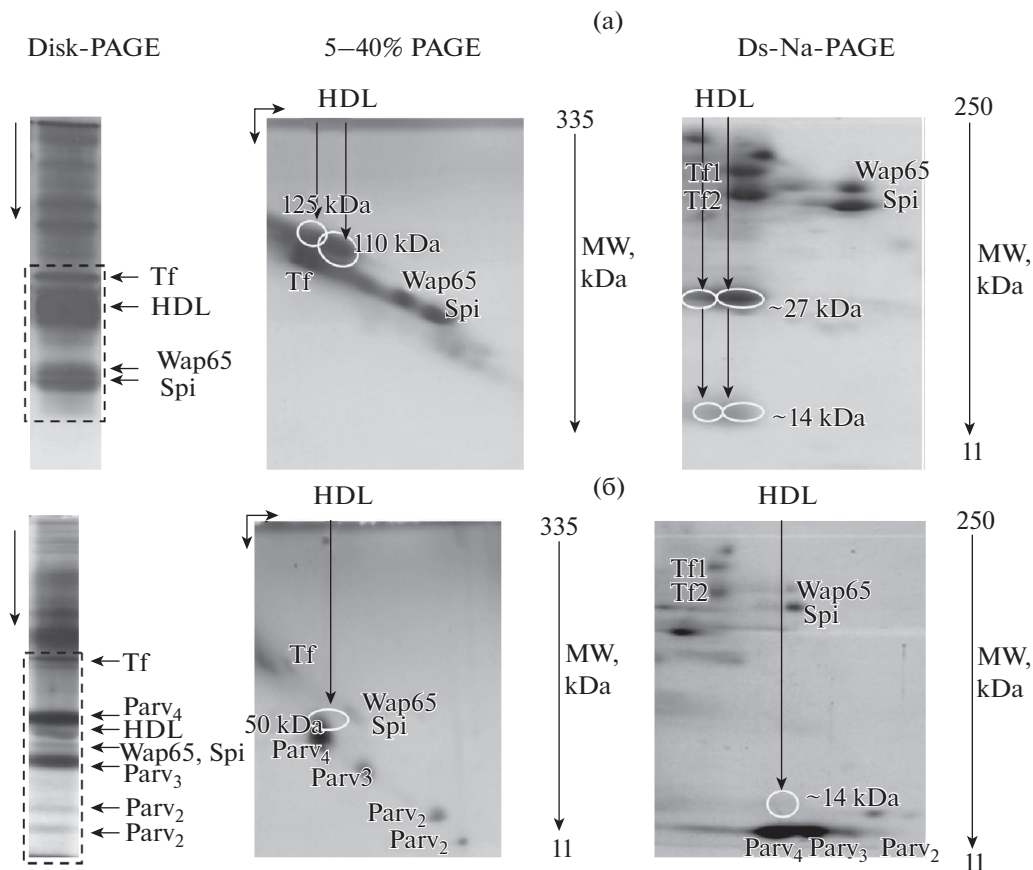 (a)
Disk-PAGE
5–40% PAGE
Ds-Na-PAGE
HDL
335
HDL
250
Tf
HDL
Wap65
Spi
125 kDa
110 kDa
Tf
Wap65
Spi
MW,
kDa
11
Tf1
Tf2
Wap65
Spi
~27 kDa
~14 kDa
MW,
kDa
11
(б)
HDL
335
HDL
250
Tf
Parv4
HDL
Wap65, Spi
Parv3
Parv2
Parv2
Tf
Wap65
Spi
50 kDa
Parv4
Parv3
Parv2
Parv2
MW,
kDa
11
Tf1
Tf2
Wap65
Spi
~14 kDa
Parv4 Parv3 Parv2
MW,
kDa
11